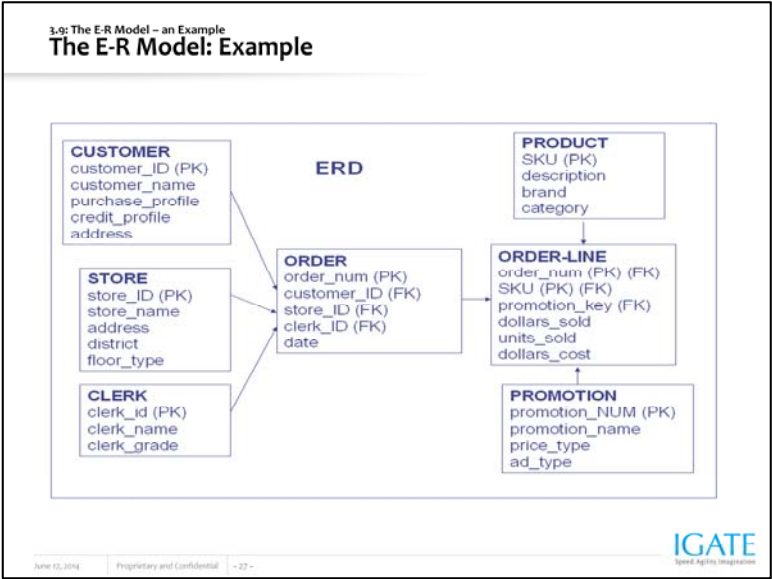 3.9: The E-R Model – an Example
The E-R Model: Example
ERD
CUSTOMER
customer_ID (PK)
customer_name
purchase_profile
credit_profile
address
STORE
store_ID (PK)
store_name
address
district
floor_type
CLERK
clerk_id (PK)
clerk_name
clerk_grade
ORDER
order_num (PK)
customer_ID (FK)
store_ID (FK)
clerk_ID (FK)
date
PRODUCT
SKU (PK)
description
brand
category
ORDER-LINE
order_num (PK) (FK)
SKU (PK) (FK)
promotion_key (FK)
dollars_sold
units_sold
dollars_cost
PROMOTION
promotion_NUM (PK)
promotion_name
price_type
ad_type
June 17, 2014
Proprietary and Confidential
- 27 -
IGATE
Speed.Agility.Imagination